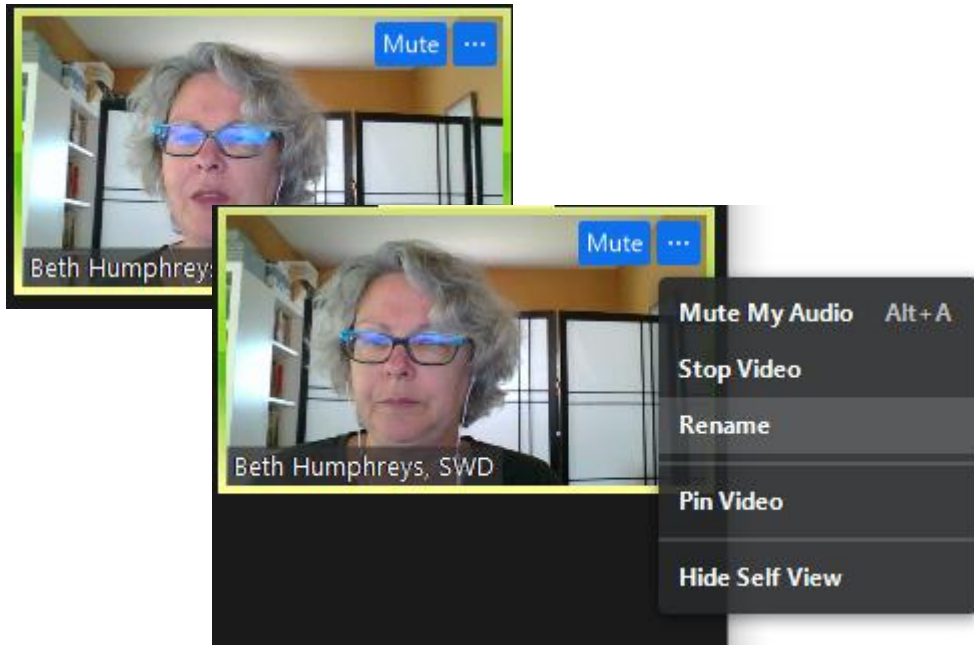 Mute ...
Beth Humphreys
Mute ...
Beth Humphreys, SWD
Mute My Audio Alt+A
Stop Video
Rename
Pin Video
Hide Self View